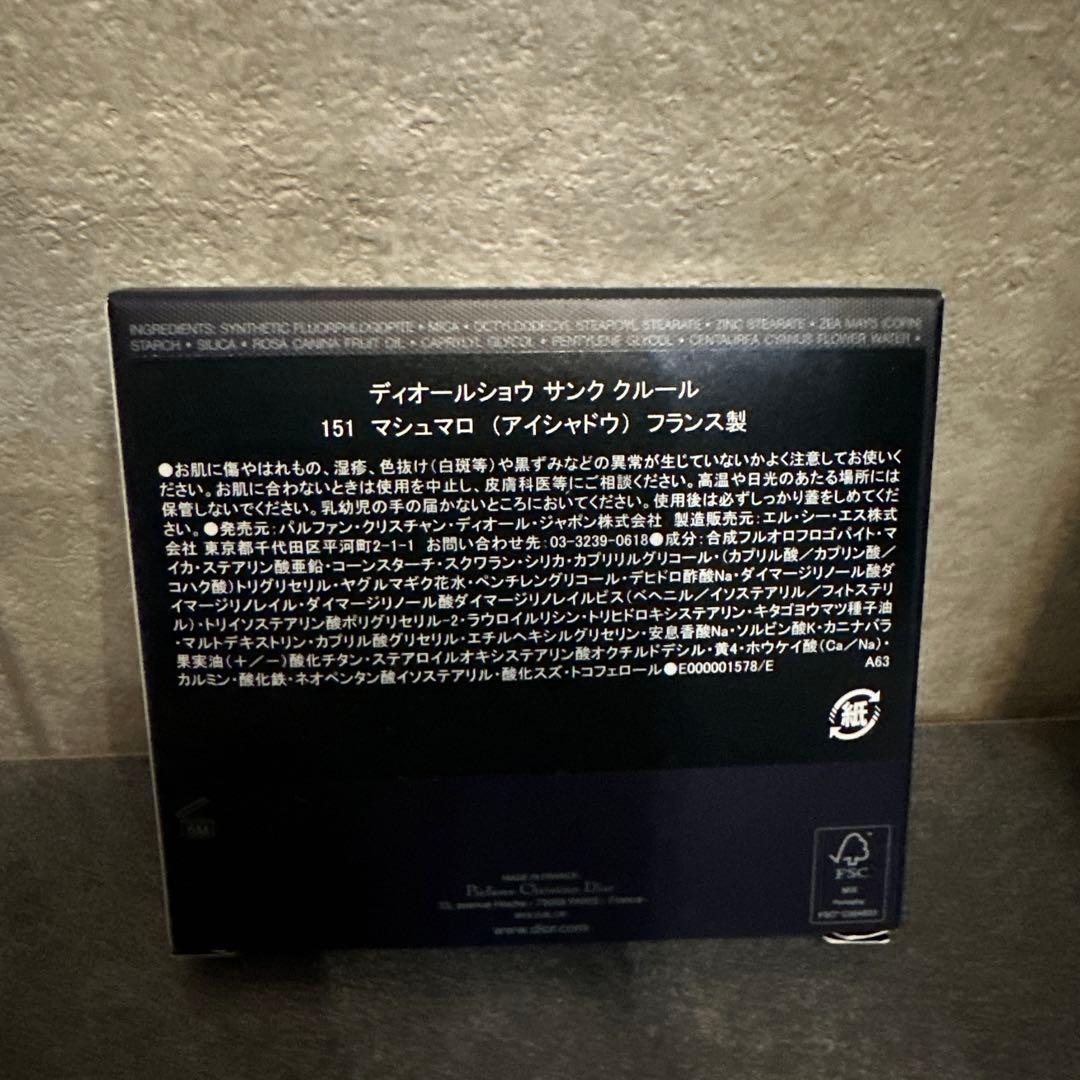 INGREDIENTS: SYNTHETIC FLUORPHLOGOPITE • MICA • OCTYLDODECYL STEAROYL STEARATE • ZINC STEARATE • ZEA MAYS (CORN)
STARCH • SILICA • ROSA CANINA FRUIT OIL • CAPRYLYL GLYCOL • PENTYLENE GLYCOL • CENTAUREA CYANUS FLOWER WATER •
ディオールショウ サンク クルール
151 マシュマロ （アイシャドウ） フランス製
●お肌に傷やはれもの、湿疹、色抜け（白斑等）や黒ずみなどの異常が生じていないかよく注意してお使いく
ださい。お肌に合わないときは使用を中止し、皮膚科医等にご相談ください。高温や日光のあたる場所には
保管しないでください。乳幼児の手の届かないところにおいてください。使用後は必ずしっかり蓋をしめてくだ
さい。●発売元：パルファン・クリスチャン・ディオール・ジャポン株式会社 製造販売元：エル・シー・エス株式
会社 東京都千代田区平河町2-1-1 お問い合わせ先：03-3239-0618●成分：合成フルオロフロゴパイト・マ
イカ・ステアリン酸亜鉛・コーンスターチ・スクワラン・シリカ・カプリリルグリコール・（カプリル酸／カプリン酸／
コハク酸）トリグリセリル・ヤグルマギク花水・ペンチレングリコール・デヒドロ酢酸Na・ダイマージリノール酸ダ
イマージリノレイル・ダイマージリノール酸ダイマージリノレイルビス（ベヘニル／イソステアリル／フィトステリ
ル）・トリイソステアリン酸ポリグリセリル-2・ラウロイルリシン・トリヒドロキシステアリン・キタゴヨウマツ種子油
・マルトデキストリン・カプリル酸グリセリル・エチルヘキシルグリセリン・安息香酸Na・ソルビン酸K・カニナバラ
果実油（＋／－）酸化チタン・ステアロイルオキシステアリン酸オクチルドデシル・黄4・ホウケイ酸（Ca／Na）・
カルミン・酸化鉄・ネオペンタン酸イソステアリル・酸化スズ・トコフェロール●E000001578/E A63
紙
6M
MADE IN FRANCE
Parfums Christian Dior
33, avenue Hoche - 75008 PARIS - France
www.dior.com
FSC
MIX
Packaging